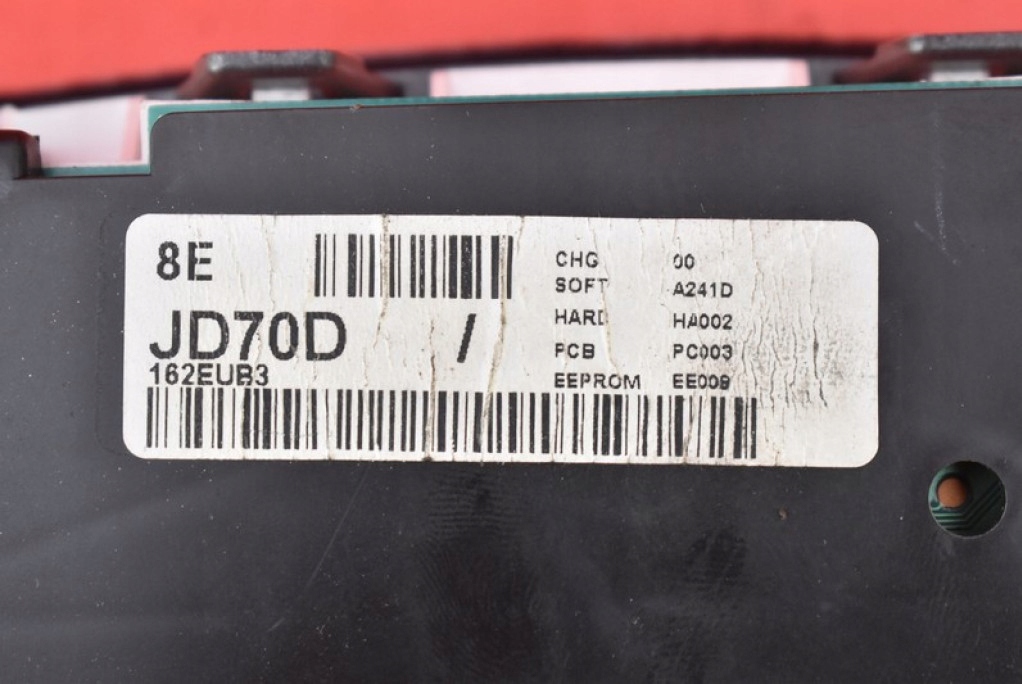 8E
JD70D /
162EUB3
CHG 00
SOFT A241D
HARD HA002
PCB PC003
EEPROM EE009